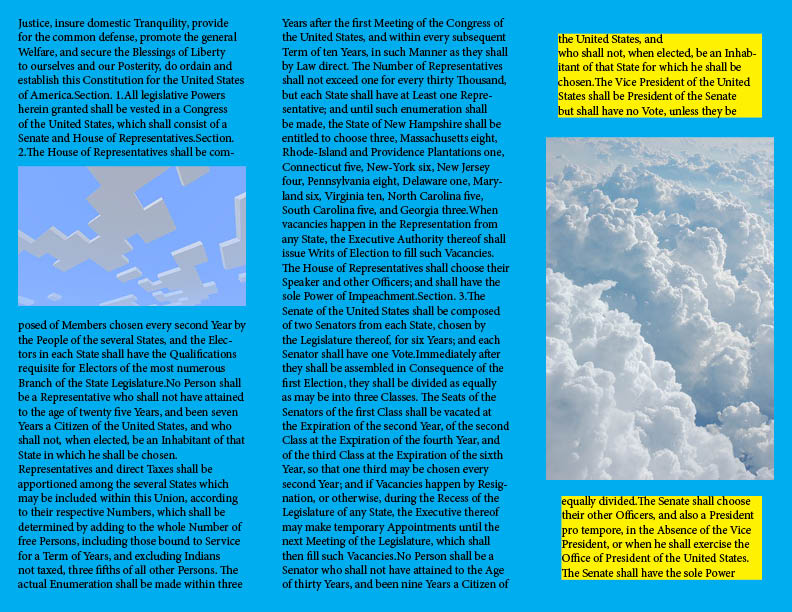 Justice, insure domestic Tranquility, provide
for the common defense, promote the general
Welfare, and secure the Blessings of Liberty
to ourselves and our Posterity, do ordain and
establish this Constitution for the United States
of America.Section. 1.All legislative Powers
herein granted shall be vested in a Congress
of the United States, which shall consist of a
Senate and House of Representatives.Section.
2.The House of Representatives shall be com-
posed of Members chosen every second Year by
the People of the several States, and the Elec-
tors in each State shall have the Qualifications
requisite for Electors of the most numerous
Branch of the State Legislature.No Person shall
be a Representative who shall not have attained
to the age of twenty five Years, and been seven
Years a Citizen of the United States, and who
shall not, when elected, be an Inhabitant of that
State in which he shall be chosen.
Representatives and direct Taxes shall be
apportioned among the several States which
may be included within this Union, according
to their respective Numbers, which shall be
determined by adding to the whole Number of
free Persons, including those bound to Service
for a Term of Years, and excluding Indians
not taxed, three fifths of all other Persons. The
actual Enumeration shall be made within three
Years after the first Meeting of the Congress of
the United States, and within every subsequent
Term of ten Years, in such Manner as they shall
by Law direct. The Number of Representatives
shall not exceed one for every thirty Thousand,
but each State shall have at Least one Repre-
sentative; and until such enumeration shall
be made, the State of New Hampshire shall be
entitled to choose three, Massachusetts eight,
Rhode-Island and Providence Plantations one,
Connecticut five, New-York six, New Jersey
four, Pennsylvania eight, Delaware one, Mary-
land six, Virginia ten, North Carolina five,
South Carolina five, and Georgia three.When
vacancies happen in the Representation from
any State, the Executive Authority thereof shall
issue Writs of Election to fill such Vacancies.
The House of Representatives shall choose their
Speaker and other Officers; and shall have the
sole Power of Impeachment.Section. 3.The
Senate of the United States shall be composed
of two Senators from each State, chosen by
the Legislature thereof, for six Years; and each
Senator shall have one Vote.Immediately after
they shall be assembled in Consequence of the
first Election, they shall be divided as equally
as may be into three Classes. The Seats of the
Senators of the first Class shall be vacated at
the Expiration of the second Year, of the second
Class at the Expiration of the fourth Year, and
of the third Class at the Expiration of the sixth
Year, so that one third may be chosen every
second Year; and if Vacancies happen by Resig-
nation, or otherwise, during the Recess of the
Legislature of any State, the Executive thereof
may make temporary Appointments until the
next Meeting of the Legislature, which shall
then fill such Vacancies.No Person shall be a
Senator who shall not have attained to the Age
of thirty Years, and been nine Years a Citizen of
the United States, and
who shall not, when elected, be an Inhab-
itant of that State for which he shall be
chosen.The Vice President of the United
States shall be President of the Senate
but shall have no Vote, unless they be
equally divided.The Senate shall choose
their other Officers, and also a President
pro tempore, in the Absence of the Vice
President, or when he shall exercise the
Office of President of the United States.
The Senate shall have the sole Power